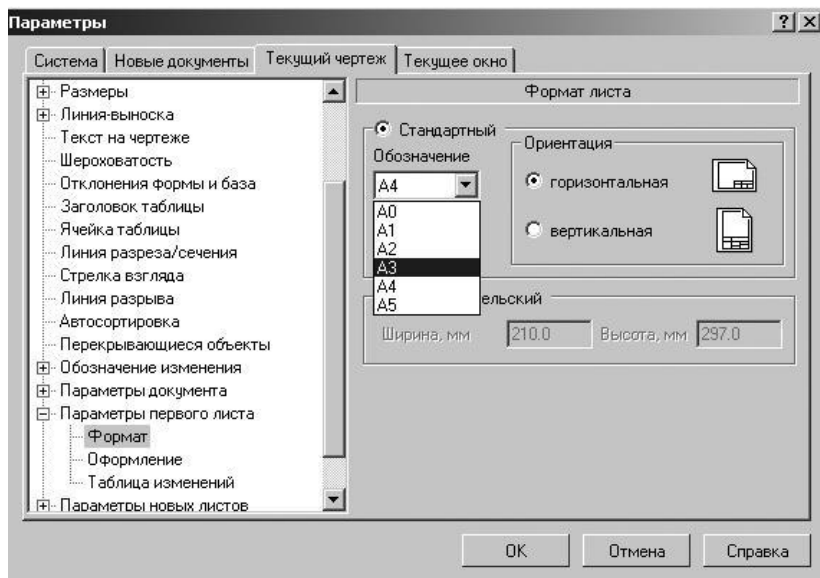 Параметры
Система Новые документы Текущий чертеж Текущее окно
Размеры
Линия-выноска
Текст на чертеже
Шероховатость
Отклонения формы и база
Заголовок таблицы
Ячейка таблицы
Линия разреза/сечения
Стрелка взгляда
Линия разрыва
Автосортировка
Перекрывающиеся объекты
Обозначение изменения
Параметры документа
Параметры первого листа
Формат
Оформление
Таблица изменений
Параметры новых листов
Формат листа
Стандартный
Обозначение
A4
A0
A1
A2
A3
A4
A5
Ориентация
горизонтальная
вертикальная
ельский
Ширина, мм 210.0 Высота, мм 297.0
OK Отмена Справка